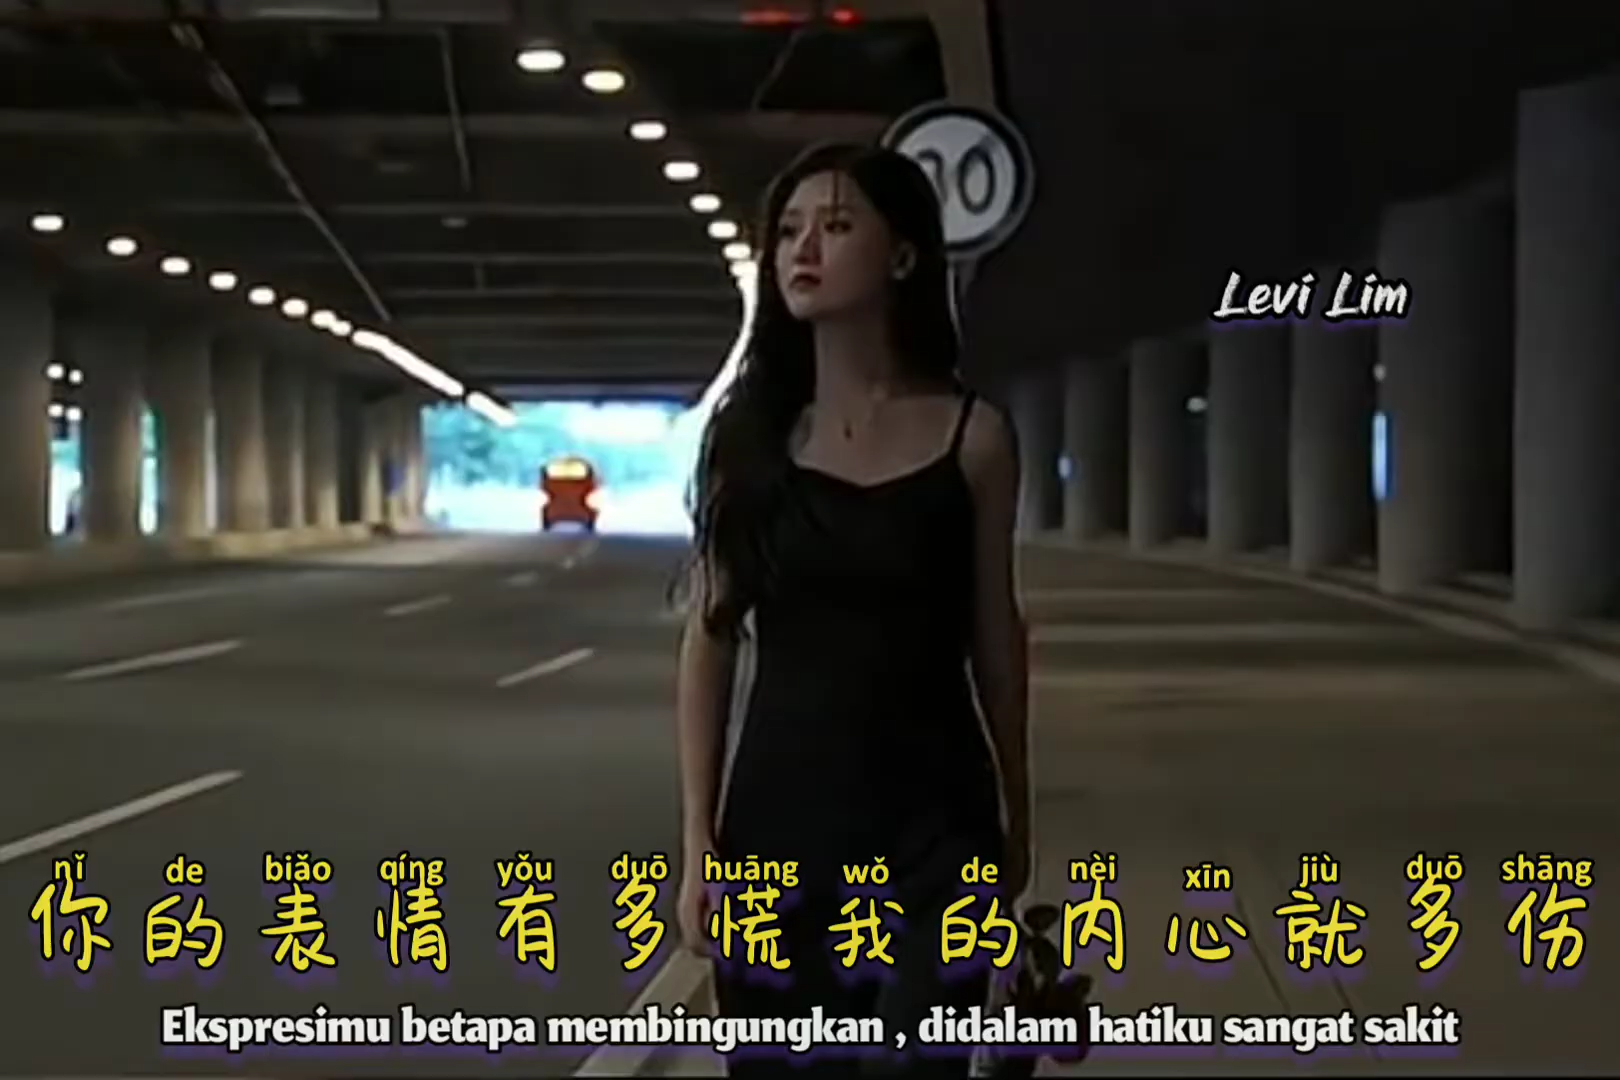 Levi Lim
nǐ de biǎo qíng yǒu duō huāng wǒ de nèi xīn jiù duō shāng
你的表情有多慌我的内心就多伤
Ekspresimu betapa membingungkan , didalam hatiku sangat sakit